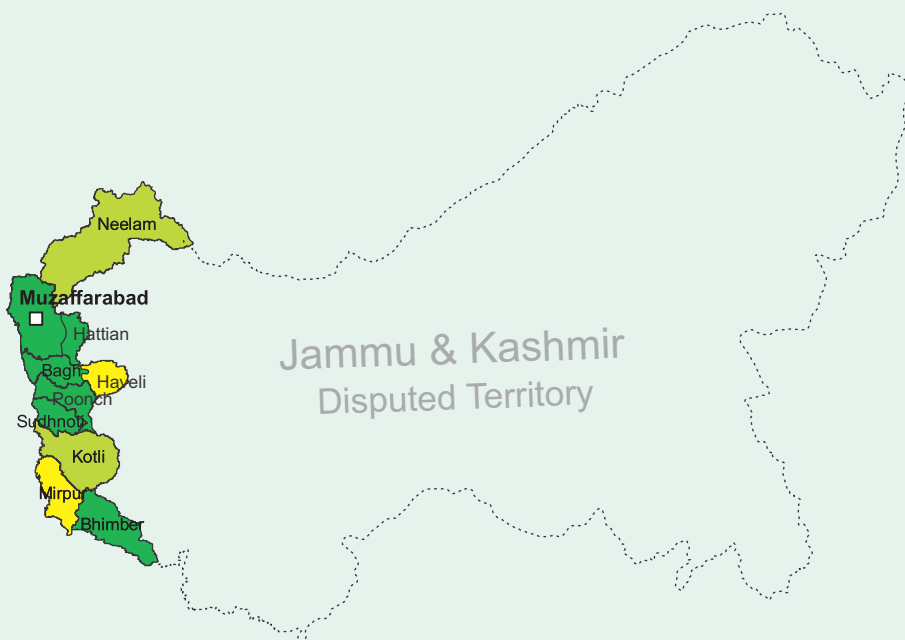 Neelam
Muzaffarabad
Hattian
Jammu & Kashmir
Disputed Territory
Bagh
Haveli
Poonch
Sudhnoti
Kotli
Mirpur
Bhimber